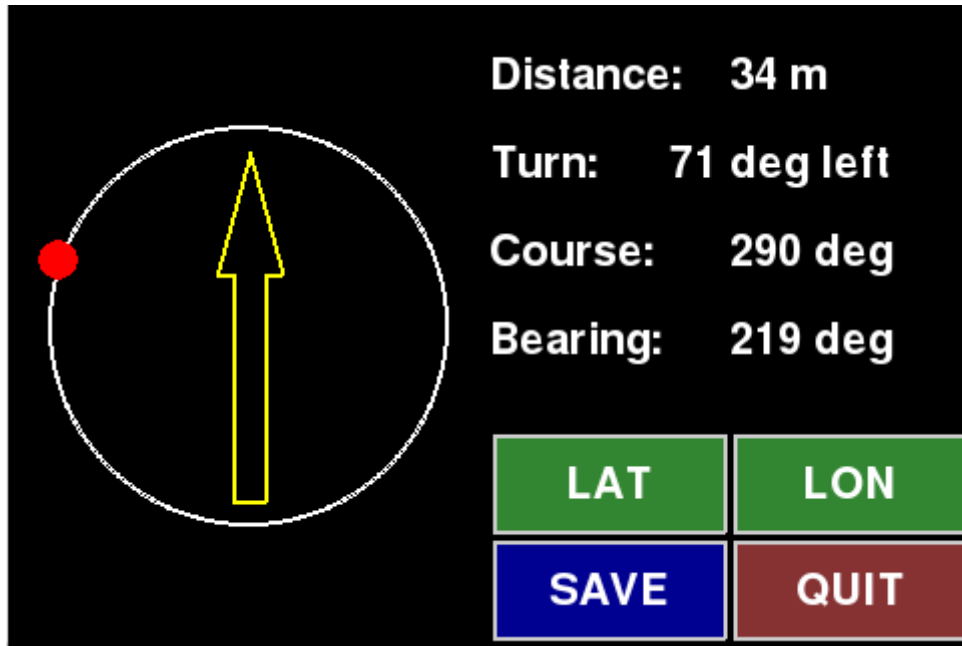 Distance: 34 m
Turn: 71 deg left
Course: 290 deg
Bearing: 219 deg
LAT LON
SAVE QUIT